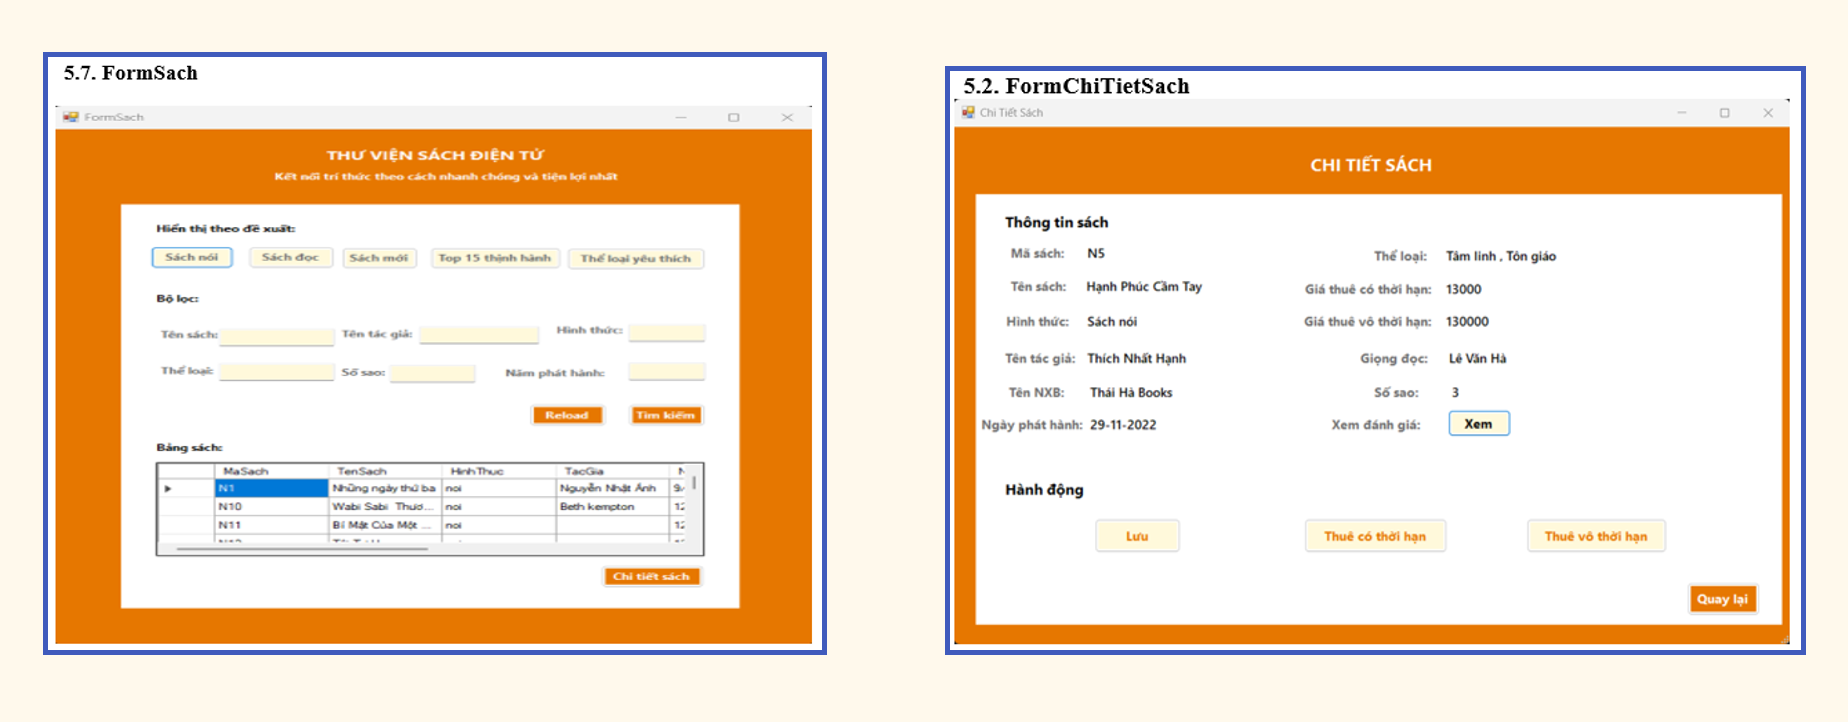 5.7. FormSach
FormSach
THƯ VIỆN SÁCH ĐIỆN TỬ
Kết nối tri thức theo cách nhanh chóng và tiện lợi nhất
Hiển thị theo đề xuất:
Sách nói Sách đọc Sách mới Top 15 thịnh hành Thể loại yêu thích
Bộ lọc:
Tên sách: Tên tác giả: Hình thức:
Thể loại: Số sao: Năm phát hành:
Reload Tìm kiếm
Bảng sách:
MaSach TenSach HinhThuc TacGia N
N1 Những ngày thứ ba noi Nguyễn Nhật Ánh 9/
N10 Wabi Sabi Thươ... noi Beth kempton 12
N11 Bí Mật Của Một ... noi 12
Chi tiết sách
5.2. FormChiTietSach
Chi Tiết Sách
CHI TIẾT SÁCH
Thông tin sách
Mã sách: N5 Thể loại: Tâm linh , Tôn giáo
Tên sách: Hạnh Phúc Cầm Tay Giá thuê có thời hạn: 13000
Hình thức: Sách nói Giá thuê vô thời hạn: 130000
Tên tác giả: Thích Nhất Hạnh Giọng đọc: Lê Văn Hà
Tên NXB: Thái Hà Books Số sao: 3
Ngày phát hành: 29-11-2022 Xem đánh giá: Xem
Hành động
Lưu Thuê có thời hạn Thuê vô thời hạn
Quay lại